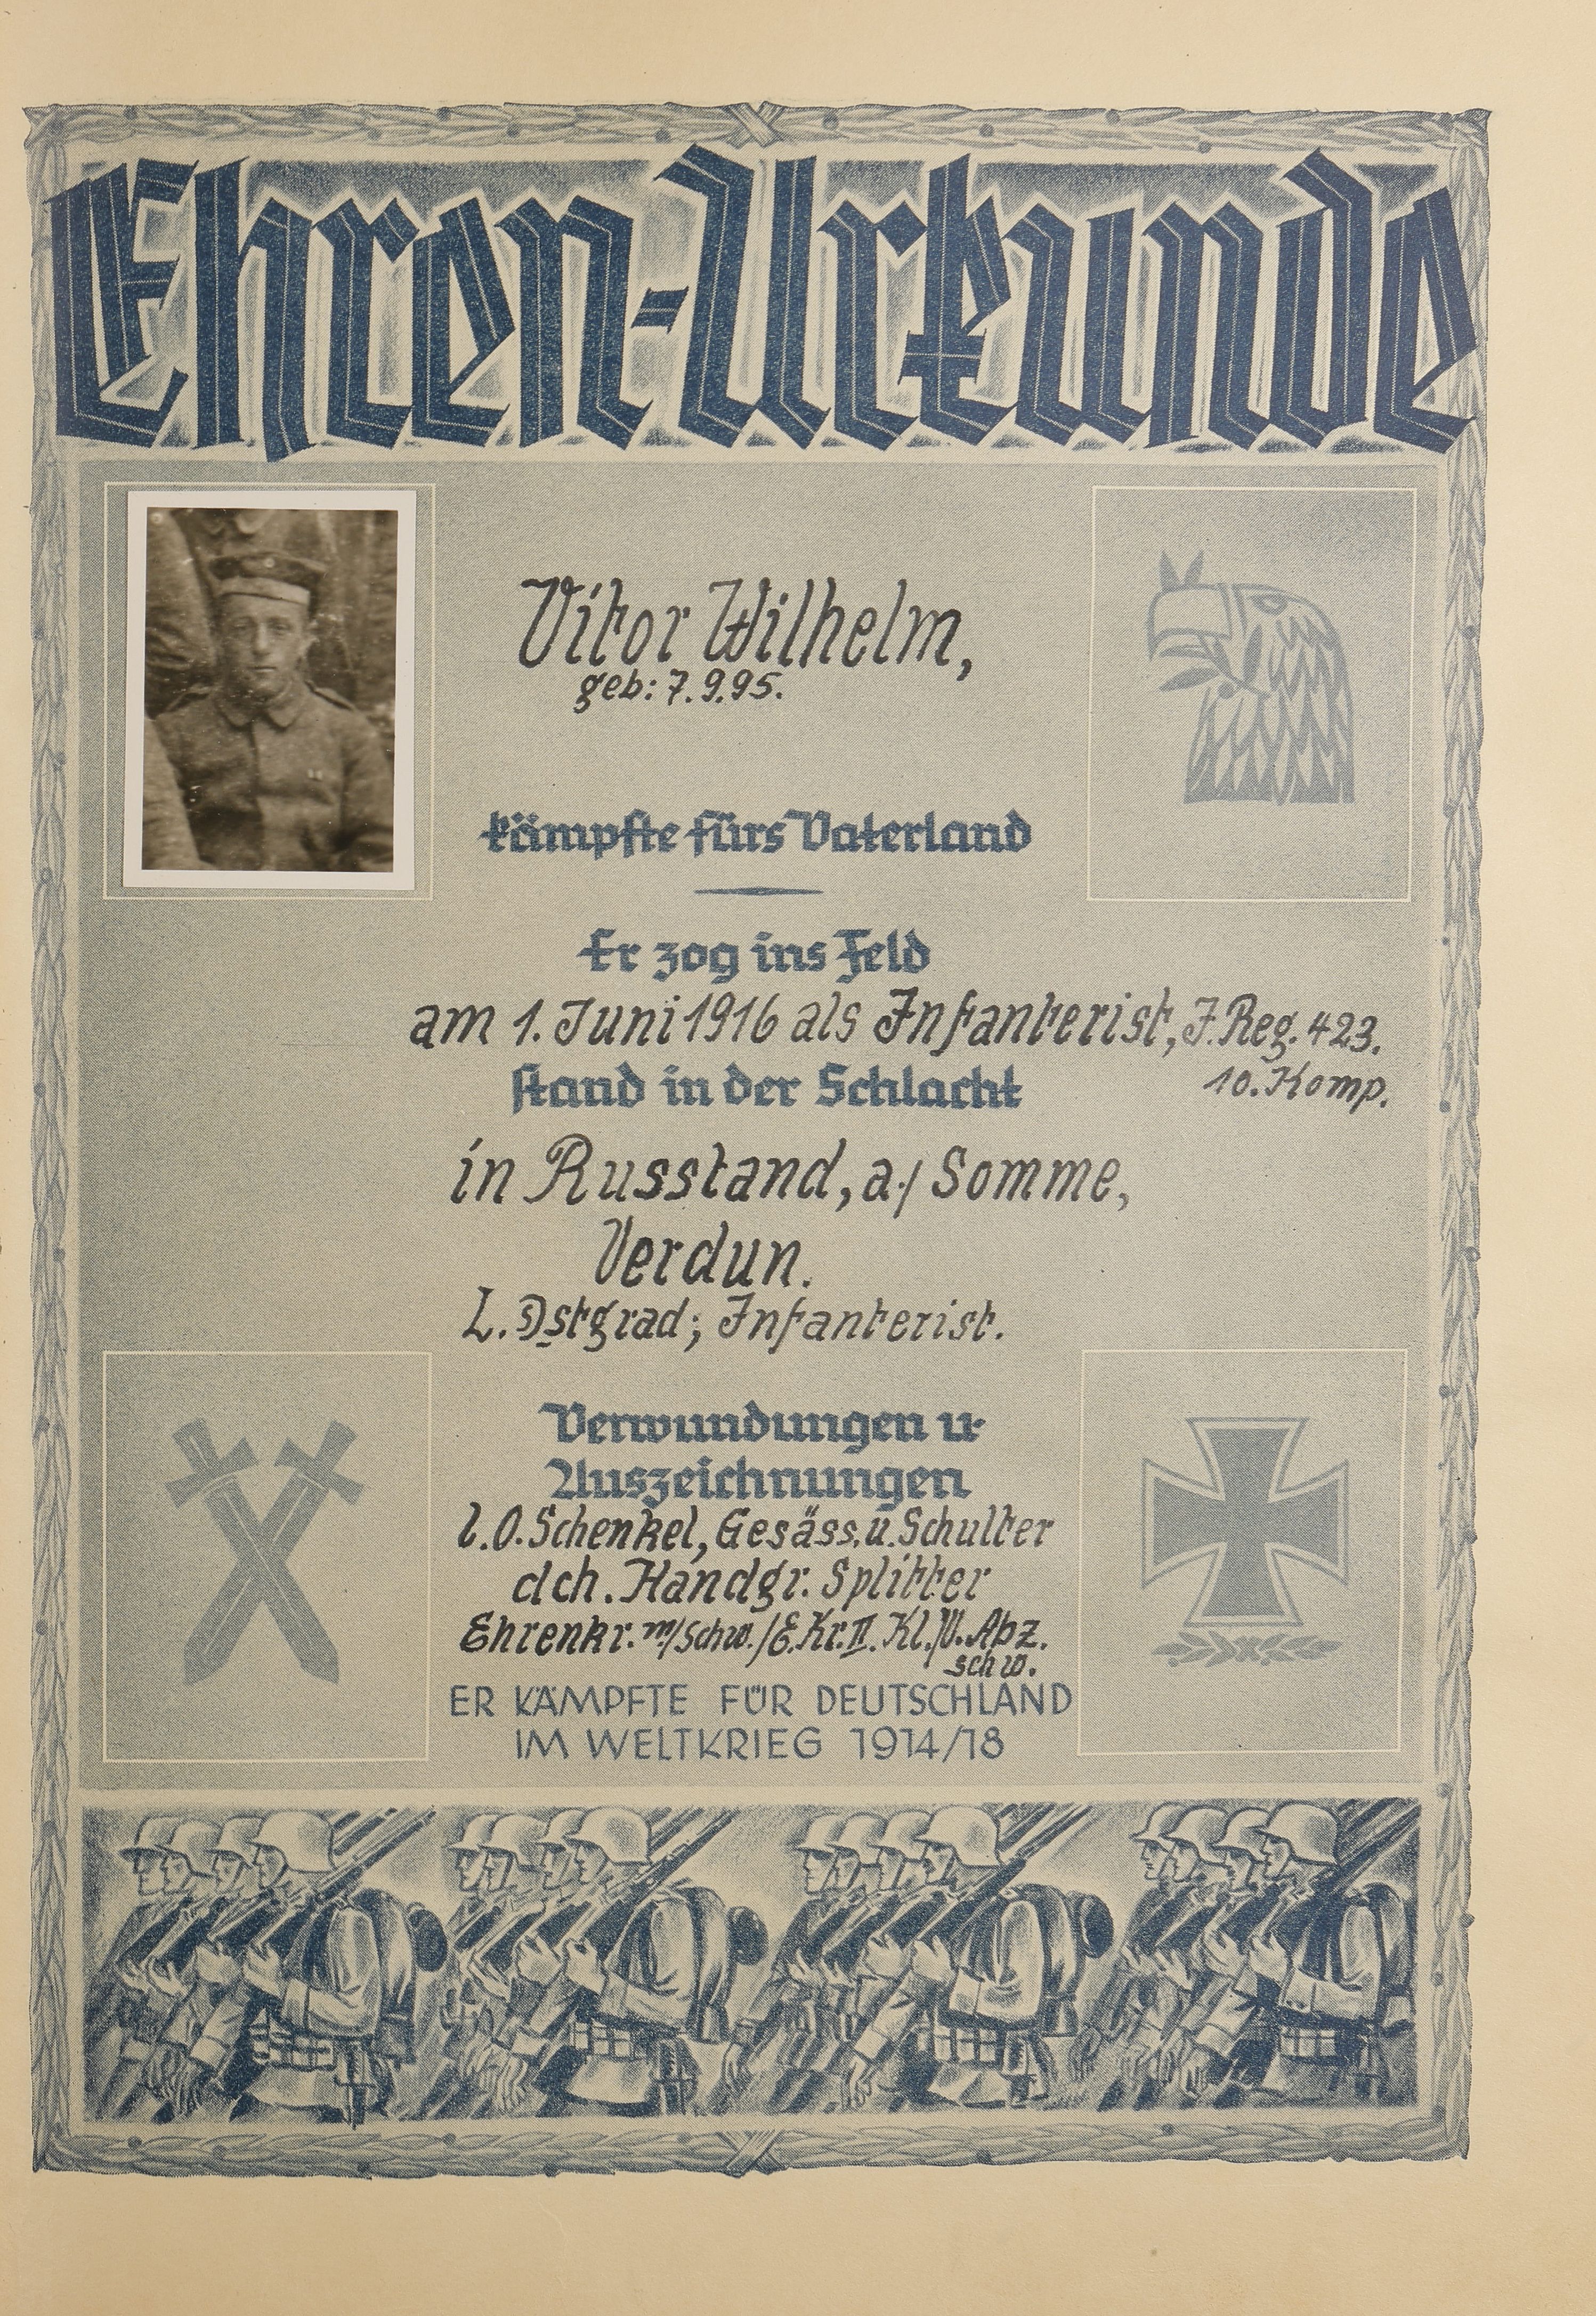 Ehren-Urkunde
Vitor Wilhelm,
geb: 7.9.95.
kämpfte fürs Vaterland
Er zog ins Feld
am 1. Juni 1916 als Infanterist, J. Reg. 423.
10. Komp.
stand in der Schlacht
in Russland, a./ Somme,
Verdun.
L. Dstgrad; Infanterist.
Verwundungen u.
Auszeichnungen
l. O. Schenkel, Gesäss. u. Schulter
dch. Handgr. Splitter
Ehrenkr. m/Schw./E. Kr. II. Kl./V. Abz.
schw.
ER KÄMPFTE FÜR DEUTSCHLAND
IM WELTKRIEG 1914/18